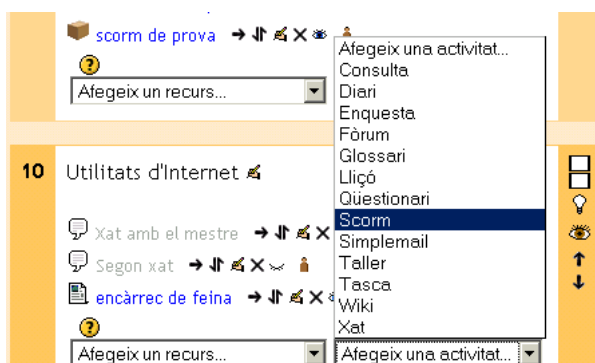 scorm de prova
Afegeix un recurs...
Afegeix una activitat...
Consulta
Diari
Enquesta
Fòrum
Glossari
Lliçó
Qüestionari
Scorm
Simplemail
Taller
Tasca
Wiki
Xat
10 Utilitats d'Internet
Xat amb el mestre
Segon xat
encàrrec de feina
Afegeix un recurs...
Afegeix una activitat...